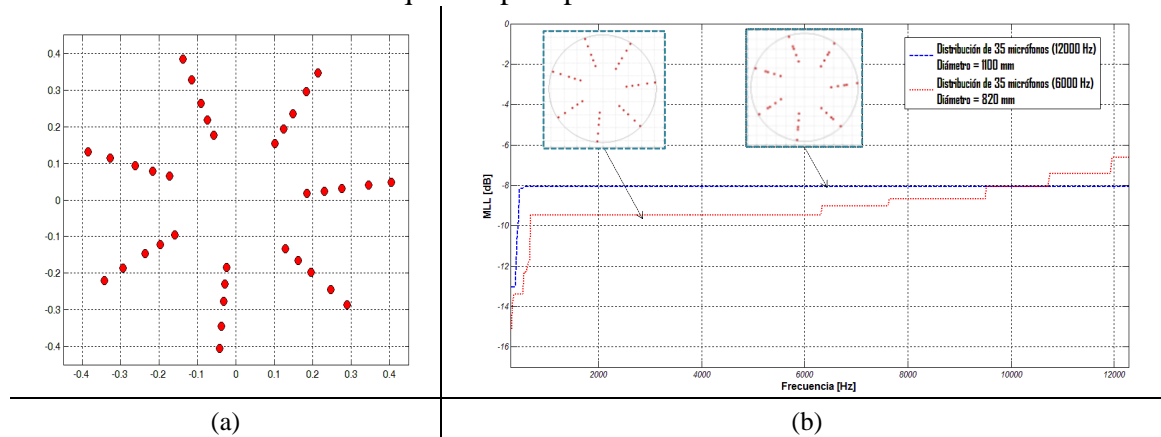 0.4
0.3
0.2
0.1
0
-0.1
-0.2
-0.3
-0.4
-0.4 -0.3 -0.2 -0.1 0 0.1 0.2 0.3 0.4
(a)
0
-2
-4
-6
-8
-10
-12
-14
-16
MLL [dB]
Distribución de 35 micrófonos (12000 Hz)
Diámetro = 1100 mm
Distribución de 35 micrófonos (6000 Hz)
Diámetro = 820 mm
2000 4000 6000 8000 10000 12000
Frecuencia [Hz]
(b)